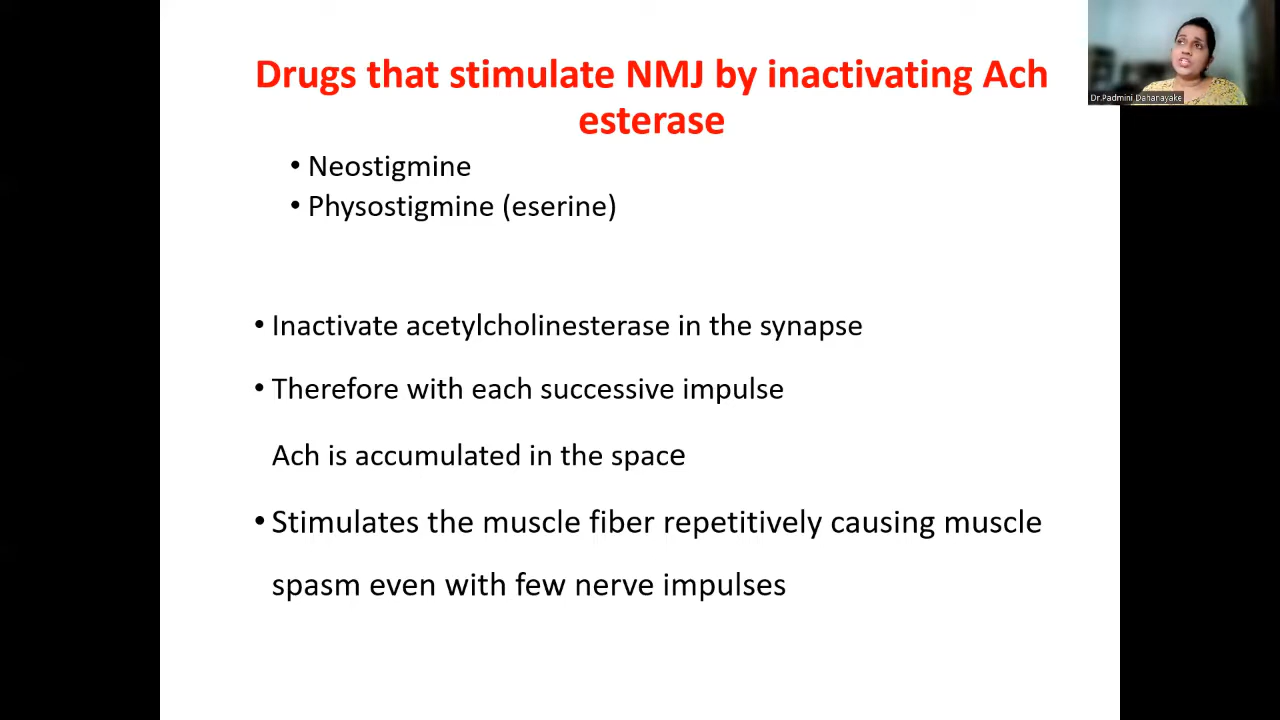 Drugs that stimulate NMJ by inactivating Ach
esterase
• Neostigmine
• Physostigmine (eserine)
• Inactivate acetylcholinesterase in the synapse
• Therefore with each successive impulse
Ach is accumulated in the space
• Stimulates the muscle fiber repetitively causing muscle
spasm even with few nerve impulses
Dr.Padmini Dahanayake